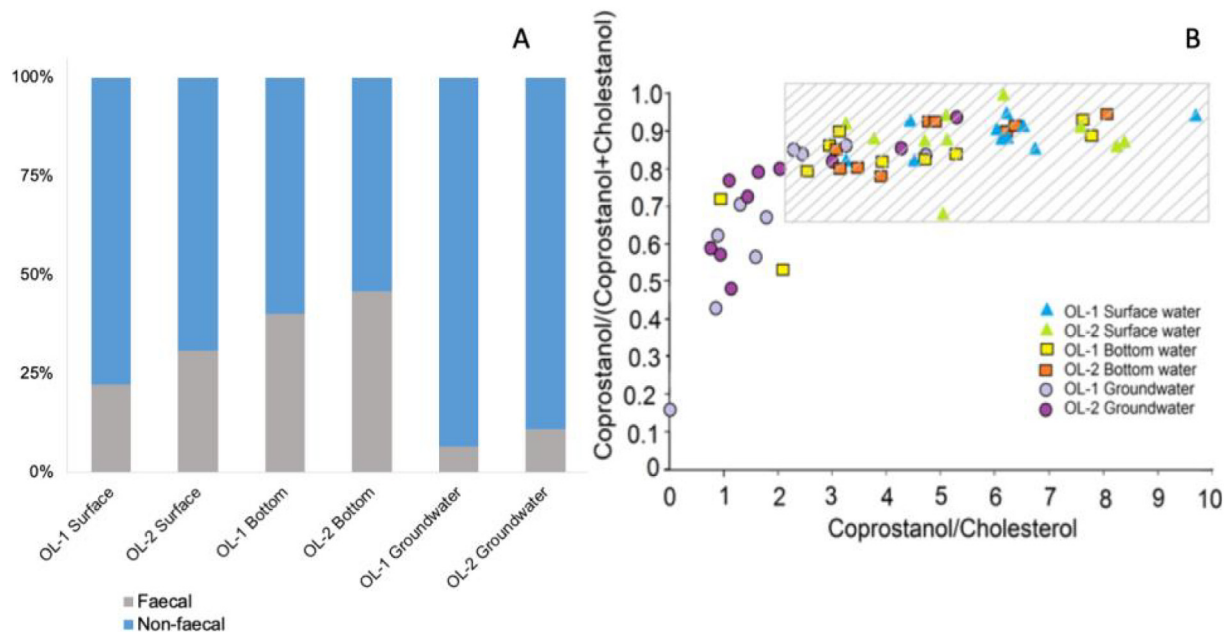 A
100%
75%
50%
25%
0%
OL-1 Surface
OL-2 Surface
OL-1 Bottom
OL-2 Bottom
OL-1 Groundwater
OL-2 Groundwater
Faecal
Non-faecal
B
Coprostanol/(Coprostanol+Cholestanol)
1.0
0.9
0.8
0.7
0.6
0.5
0.4
0.3
0.2
0.1
0
0 1 2 3 4 5 6 7 8 9 10
Coprostanol/Cholesterol
OL-1 Surface water
OL-2 Surface water
OL-1 Bottom water
OL-2 Bottom water
OL-1 Groundwater
OL-2 Groundwater